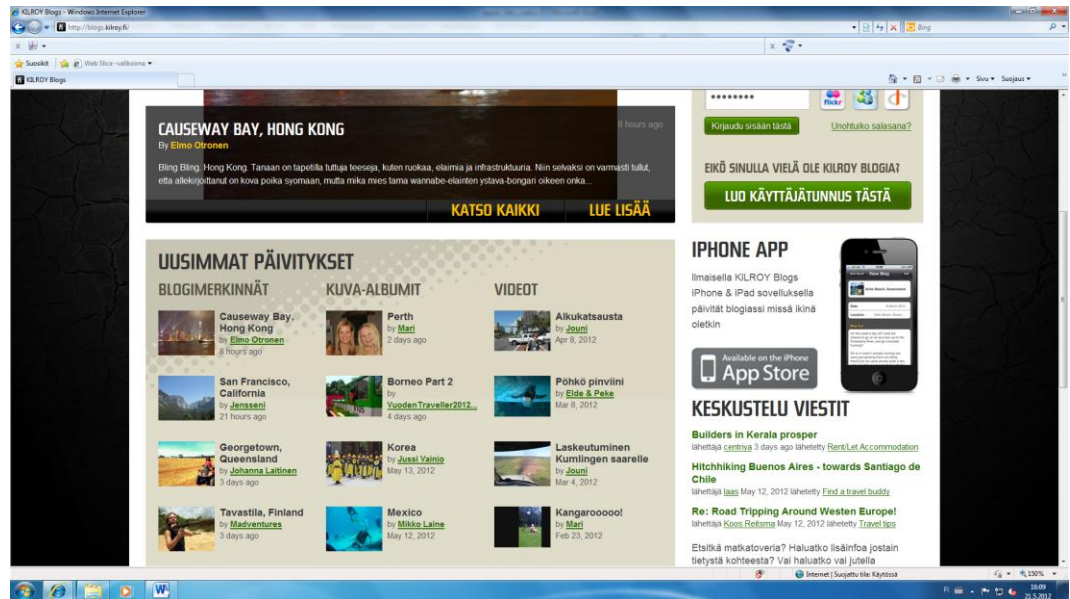 KILROY Blogs - Windows Internet Explorer
http://blogs.kilroy.fi/
Bing
Suosikit Web Slice -valikoima
KILROY Blogs
Sivu Suojaus
CAUSEWAY BAY, HONG KONG
8 hours ago
By Elmo Otronen
Bling Bling. Hong Kong. Tanaan on tapetilla tuttuja teeseja, kuten ruokaa, elaimia ja infrastruktuuria. Niin selvaksi on varmasti tullut,
etta allekirjoittanut on kova poika syomaan, mutta mika mies tama wannabe-elainten ystava-bongari oikeen onka...
KATSO KAIKKI
LUE LISÄÄ
UUSIMMAT PÄIVITYKSET
BLOGIMERKINNÄT
Causeway Bay,
Hong Kong
by Elmo Otronen
8 hours ago
San Francisco,
California
by Jensseni
21 hours ago
Georgetown,
Queensland
by Johanna Laitinen
3 days ago
Tavastila, Finland
by Madventures
3 days ago
KUVA-ALBUMIT
Perth
by Mari
2 days ago
Borneo Part 2
by
VuodenTraveller2012...
4 days ago
Korea
by Jussi Vainio
May 13, 2012
Mexico
by Mikko Laine
May 12, 2012
VIDEOT
Alkukatsausta
by Jouni
Apr 8, 2012
Pöhkö pinviini
by Elde & Peke
Mar 8, 2012
Laskeutuminen
Kumlingen saarelle
by Jouni
Mar 4, 2012
Kangarooooo!
by Mari
Feb 23, 2012
flickr
Kirjaudu sisään tästä
Unohtuiko salasana?
EIKÖ SINULLA VIELÄ OLE KILROY BLOGIA?
LUO KÄYTTÄJÄTUNNUS TÄSTÄ
IPHONE APP
Ilmaisella KILROY Blogs
iPhone & iPad sovelluksella
päivität blogiassi missä ikinä
oletkin
Available on the iPhone
App Store
View Blog
KESKUSTELU VIESTIT
Builders in Kerala prosper
lähettäjä centriya 3 days ago lähetetty Rent/Let Accommodation
Hitchhiking Buenos Aires - towards Santiago de
Chile
lähettäjä laas May 12, 2012 lähetetty Find a travel buddy
Re: Road Tripping Around Westen Europe!
lähettäjä Koos Reitsma May 12, 2012 lähetetty Travel tips
Etsitkä matkatoveria? Haluatko lisäinfoa jostain
tietystä kohteesta? Vai haluatko vai jutella
Internet | Suojattu tila: Käytössä
150%
FI
16:09
21.5.2012